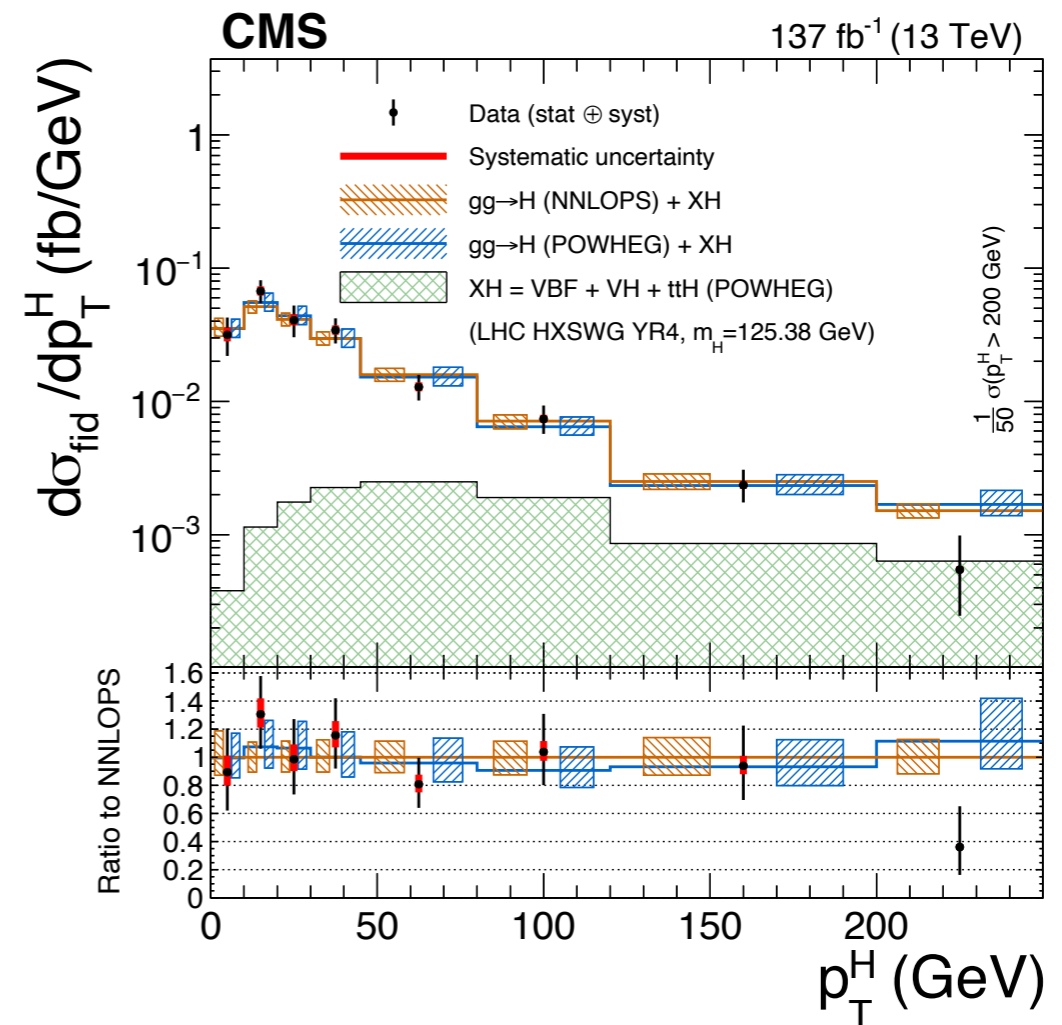 CMS 137 fb⁻¹ (13 TeV)
dσ_fid/dp_T^H (fb/GeV)
1
10⁻¹
10⁻²
10⁻³
Data (stat ⊕ syst)
Systematic uncertainty
gg→H (NNLOPS) + XH
gg→H (POWHEG) + XH
XH = VBF + VH + ttH (POWHEG)
(LHC HXSWG YR4, m_H=125.38 GeV)
1/50 σ(p_T^H > 200 GeV)
Ratio to NNLOPS
1.6
1.4
1.2
1
0.8
0.6
0.4
0.2
0
0 50 100 150 200
p_T^H (GeV)